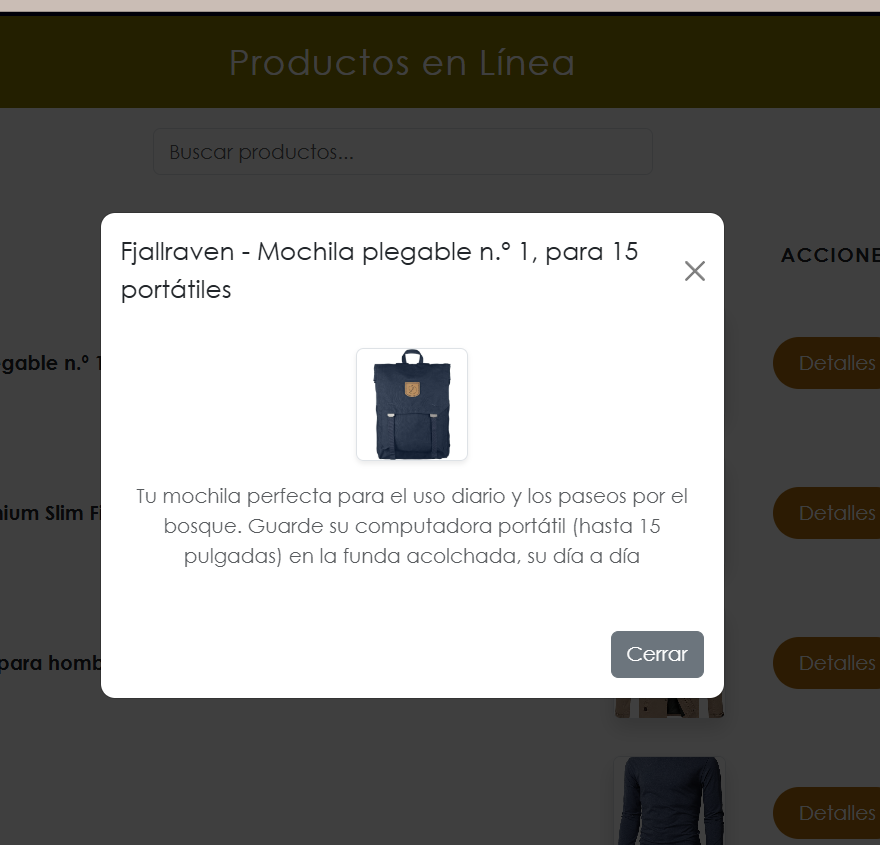 Productos en Línea
Buscar productos...
Fjallraven - Mochila plegable n.º 1, para 15
portátiles
Tu mochila perfecta para el uso diario y los paseos por el
bosque. Guarde su computadora portátil (hasta 15
pulgadas) en la funda acolchada, su día a día
Cerrar
ACCIONE
gable n.º 1
Detalles
ium Slim Fi
Detalles
para homb
Detalles
Detalles